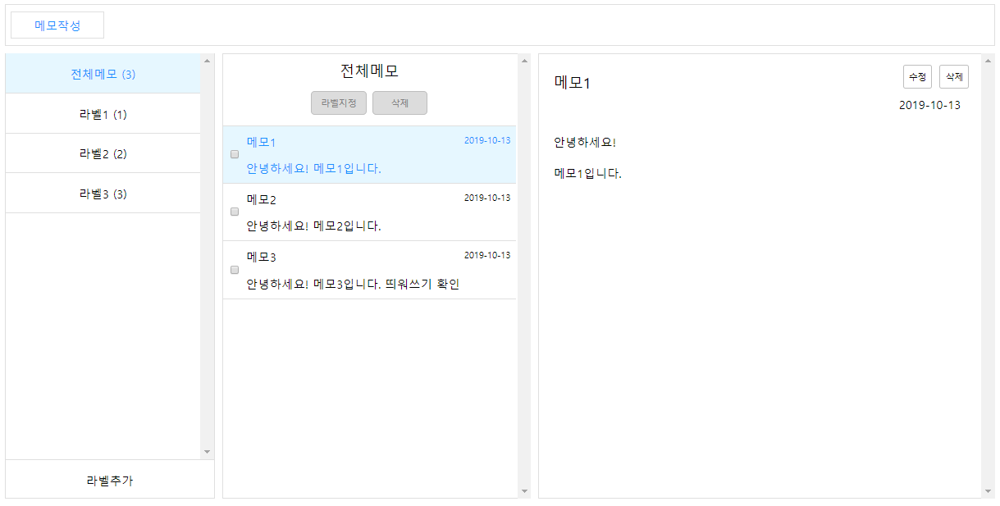 메모작성
전체메모 (3)
라벨1 (1)
라벨2 (2)
라벨3 (3)
라벨추가
전체메모
라벨지정 삭제
메모1 2019-10-13
안녕하세요! 메모1입니다.
메모2 2019-10-13
안녕하세요! 메모2입니다.
메모3 2019-10-13
안녕하세요! 메모3입니다. 띄워쓰기 확인
메모1 수정 삭제
2019-10-13
안녕하세요!
메모1입니다.